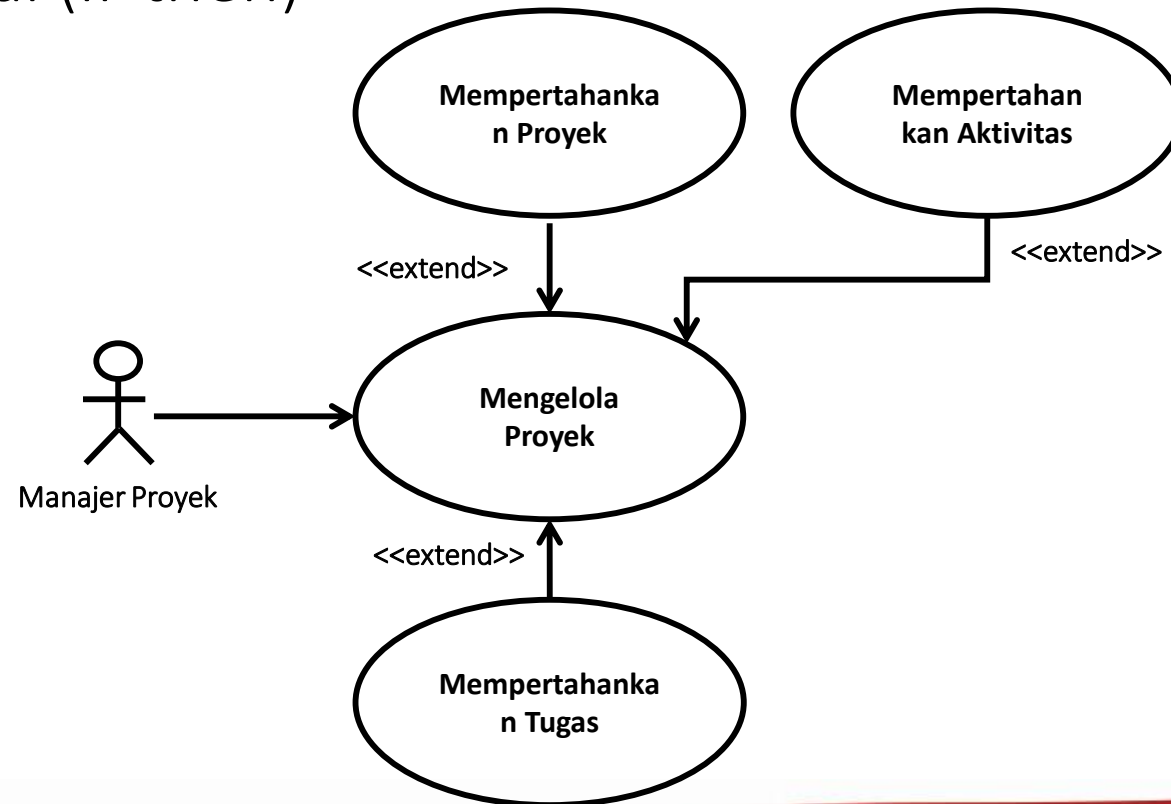 Mempertahanka
n Proyek
Mempertahan
kan Aktivitas
<<extend>>
<<extend>>
Mengelola
Proyek
Manajer Proyek
<<extend>>
Mempertahanka
n Tugas